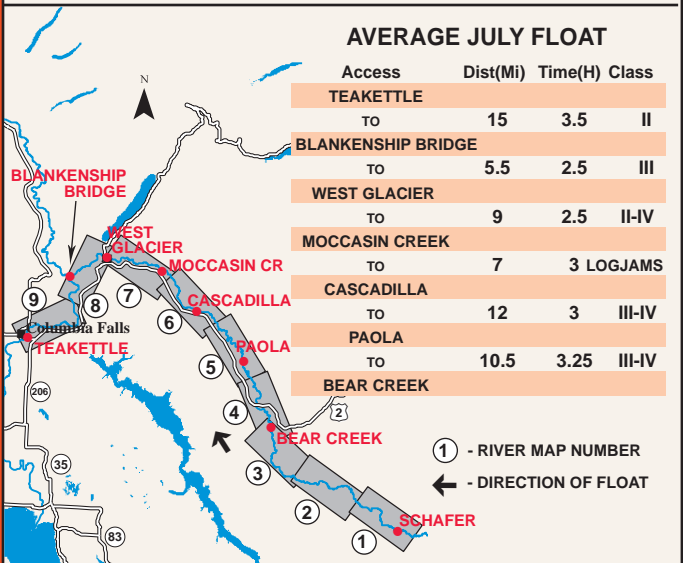 AVERAGE JULY FLOAT
Access Dist(Mi) Time(H) Class
TEAKETTLE
TO 15 3.5 II
BLANKENSHIP BRIDGE
TO 5.5 2.5 III
WEST GLACIER
TO 9 2.5 II-IV
MOCCASIN CREEK
TO 7 3 LOGJAMS
CASCADILLA
TO 12 3 III-IV
PAOLA
TO 10.5 3.25 III-IV
BEAR CREEK
1 - RIVER MAP NUMBER
- DIRECTION OF FLOAT
N
BLANKENSHIP
BRIDGE
WEST
GLACIER
MOCCASIN CR
CASCADILLA
PAOLA
BEAR CREEK
SCHAFER
Columbia Falls
TEAKETTLE
9
8
7
6
5
4
3
2
1
2
206
35
83